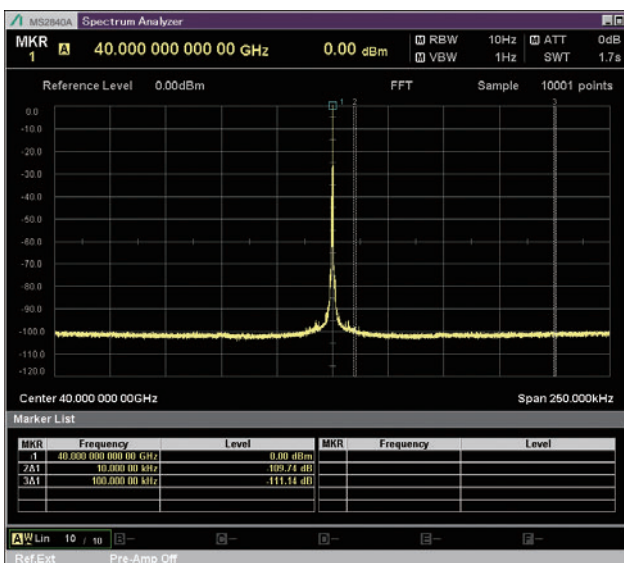 MS2840A Spectrum Analyzer
MKR 1 A 40.000 000 000 00 GHz 0.00 dBm M RBW 10Hz M ATT 0dB
M VBW 1Hz SWT 1.7s
Reference Level 0.00dBm FFT Sample 10001 points
1 2 3
0.0
-10.0
-20.0
-30.0
-40.0
-50.0
-60.0
-70.0
-80.0
-90.0
-100.0
-110.0
-120.0
Center 40.000 000 00GHz Span 250.000kHz
Marker List
MKR Frequency Level MKR Frequency Level
1 40.000 000 000 00 GHz 0.00 dBm
2Δ1 10.000 00 kHz -109.74 dB
3Δ1 100.000 00 kHz -111.14 dB
A W Lin 10 / 10 B- C- D- E- F-
Ref.Ext Pre-Amp Off